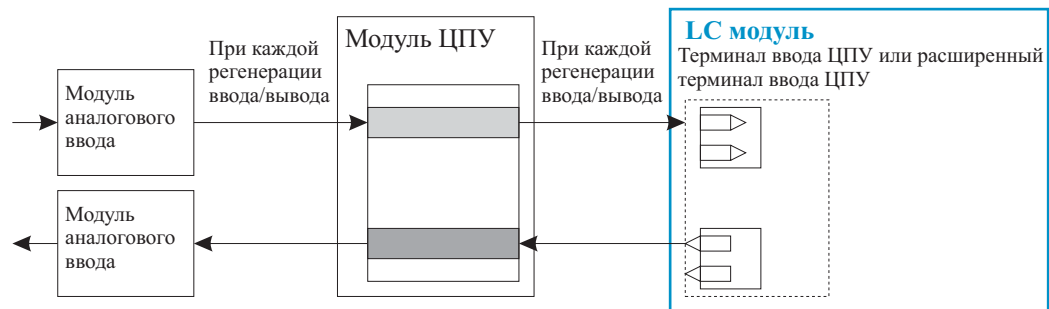 Модуль
аналогового
ввода
При каждой
регенерации
ввода/вывода
Модуль ЦПУ
При каждой
регенерации
ввода/вывода
LC модуль
Терминал ввода ЦПУ или расширенный
терминал ввода ЦПУ
Модуль
аналогового
ввода